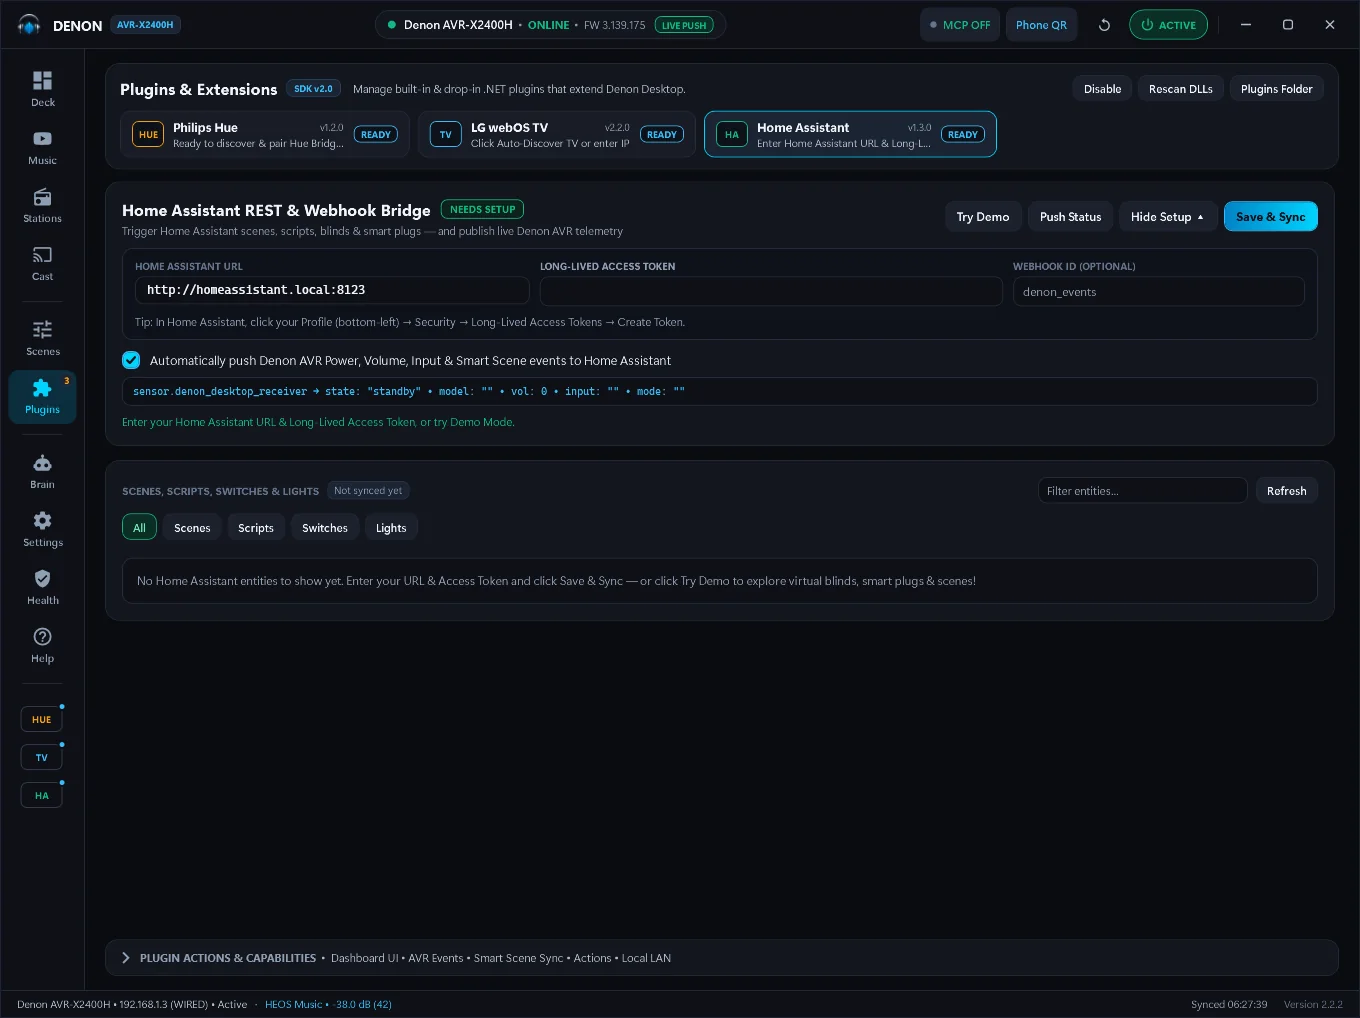 DENON AVR-X2400H
Denon AVR-X2400H • ONLINE • FW 3.139.175 LIVE PUSH
MCP OFF Phone QR ACTIVE
Deck
Music
Stations
Cast
Scenes
3
Plugins
Brain
Settings
Health
Help
HUE
TV
HA
Plugins & Extensions SDK v2.0 Manage built-in & drop-in .NET plugins that extend Denon Desktop. Disable Rescan DLLs Plugins Folder
HUE Philips Hue v1.2.0 READY
Ready to discover & pair Hue Bridg...
TV LG webOS TV v2.2.0 READY
Click Auto-Discover TV or enter IP
HA Home Assistant v1.3.0 READY
Enter Home Assistant URL & Long-L...
Home Assistant REST & Webhook Bridge NEEDS SETUP
Trigger Home Assistant scenes, scripts, blinds & smart plugs — and publish live Denon AVR telemetry
Try Demo Push Status Hide Setup ▲ Save & Sync
HOME ASSISTANT URL LONG-LIVED ACCESS TOKEN WEBHOOK ID (OPTIONAL)
http://homeassistant.local:8123 denon_events
Tip: In Home Assistant, click your Profile (bottom-left) → Security → Long-Lived Access Tokens → Create Token.
Automatically push Denon AVR Power, Volume, Input & Smart Scene events to Home Assistant
sensor.denon_desktop_receiver → state: "standby" • model: "" • vol: 0 • input: "" • mode: ""
Enter your Home Assistant URL & Long-Lived Access Token, or try Demo Mode.
SCENES, SCRIPTS, SWITCHES & LIGHTS Not synced yet Filter entities... Refresh
All Scenes Scripts Switches Lights
No Home Assistant entities to show yet. Enter your URL & Access Token and click Save & Sync — or click Try Demo to explore virtual blinds, smart plugs & scenes!
PLUGIN ACTIONS & CAPABILITIES • Dashboard UI • AVR Events • Smart Scene Sync • Actions • Local LAN
Denon AVR-X2400H • 192.168.1.3 (WIRED) • Active · HEOS Music • -38.0 dB (42) Synced 06:27:39 Version 2.2.2